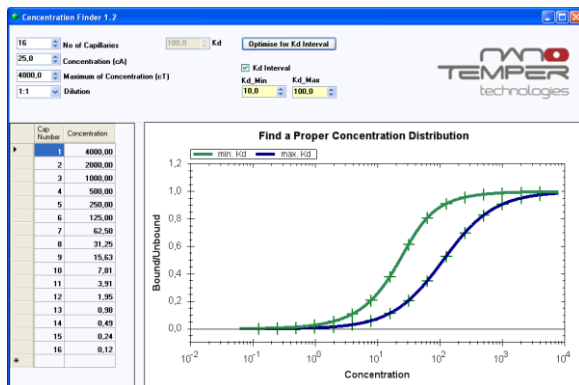 Concentration Finder 1.2
16 No of Capillaries 100,0 Kd Optimise for Kd Interval
25,0 Concentration (cA)
4000,0 Maximum of Concentration (cT)
1:1 Dilution
Kd Interval
Kd_Min Kd_Max
10,0 100,0
NANO
TEMPER
technologies
Cap Number Concentration
1 4000,00
2 2000,00
3 1000,00
4 500,00
5 250,00
6 125,00
7 62,50
8 31,25
9 15,63
10 7,81
11 3,91
12 1,95
13 0,98
14 0,49
15 0,24
16 0,12
Find a Proper Concentration Distribution
min. Kd max. Kd
Bound/Unbound
1,2
1,0
0,8
0,6
0,4
0,2
0,0
10-2 10-1 100 101 102 103 104
Concentration